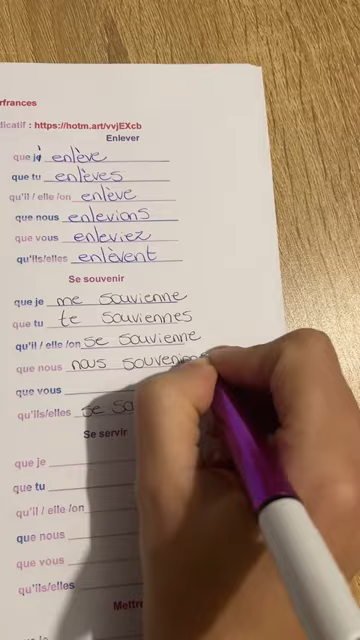 rfrances
dicatif : https://hotm.art/vvjEXcb
Enlever
que j' enlève
que tu enlèves
qu'il / elle /on enlève
que nous enlevions
que vous enleviez
qu'ils/elles enlèvent
Se souvenir
que je me souvienne
que tu te souviennes
qu'il / elle /on se souvienne
que nous nous souvenions
que vous
qu'ils/elles se
Se servir
que je
que tu
qu'il / elle /on
que nous
que vous
qu'ils/elles